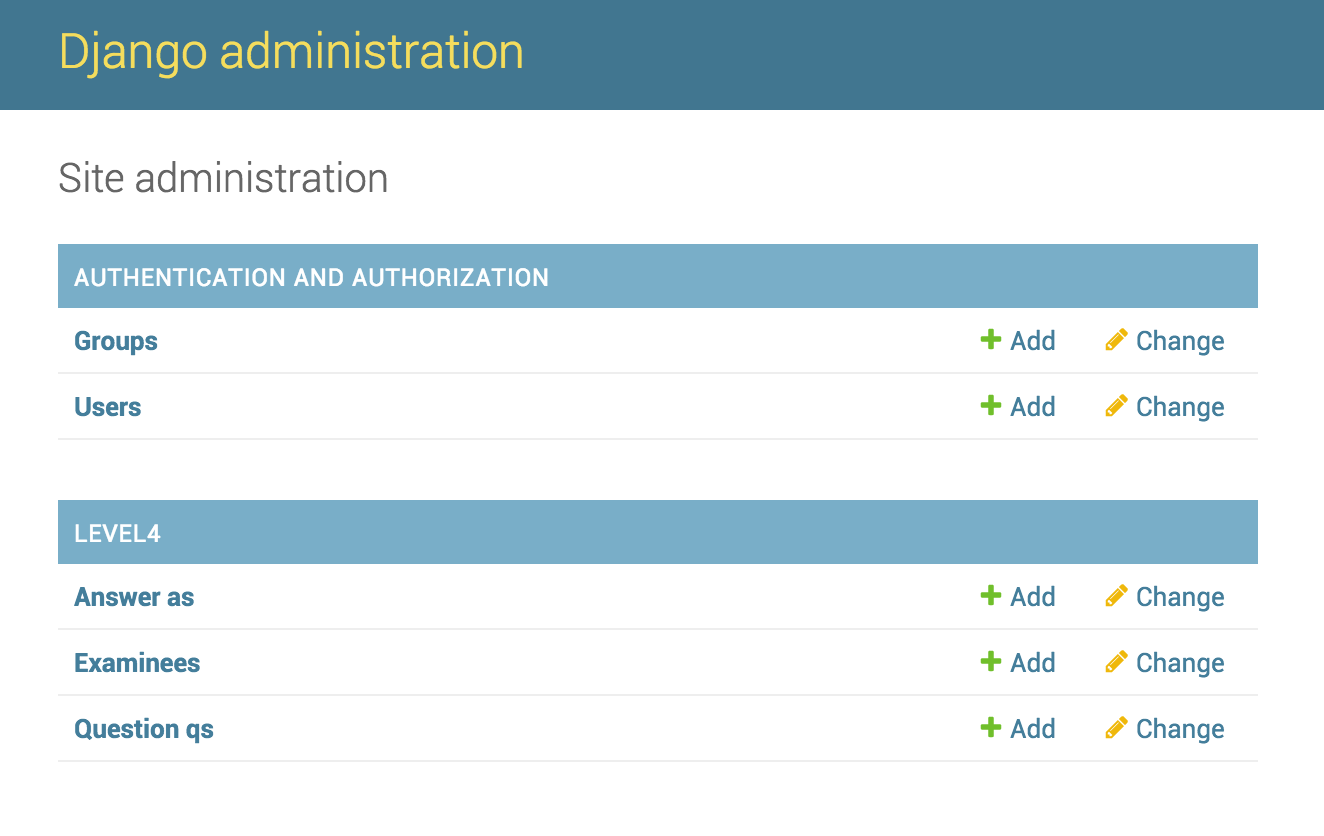 Django administration
Site administration
AUTHENTICATION AND AUTHORIZATION
Groups Add Change
Users Add Change
LEVEL4
Answer as Add Change
Examinees Add Change
Question qs Add Change